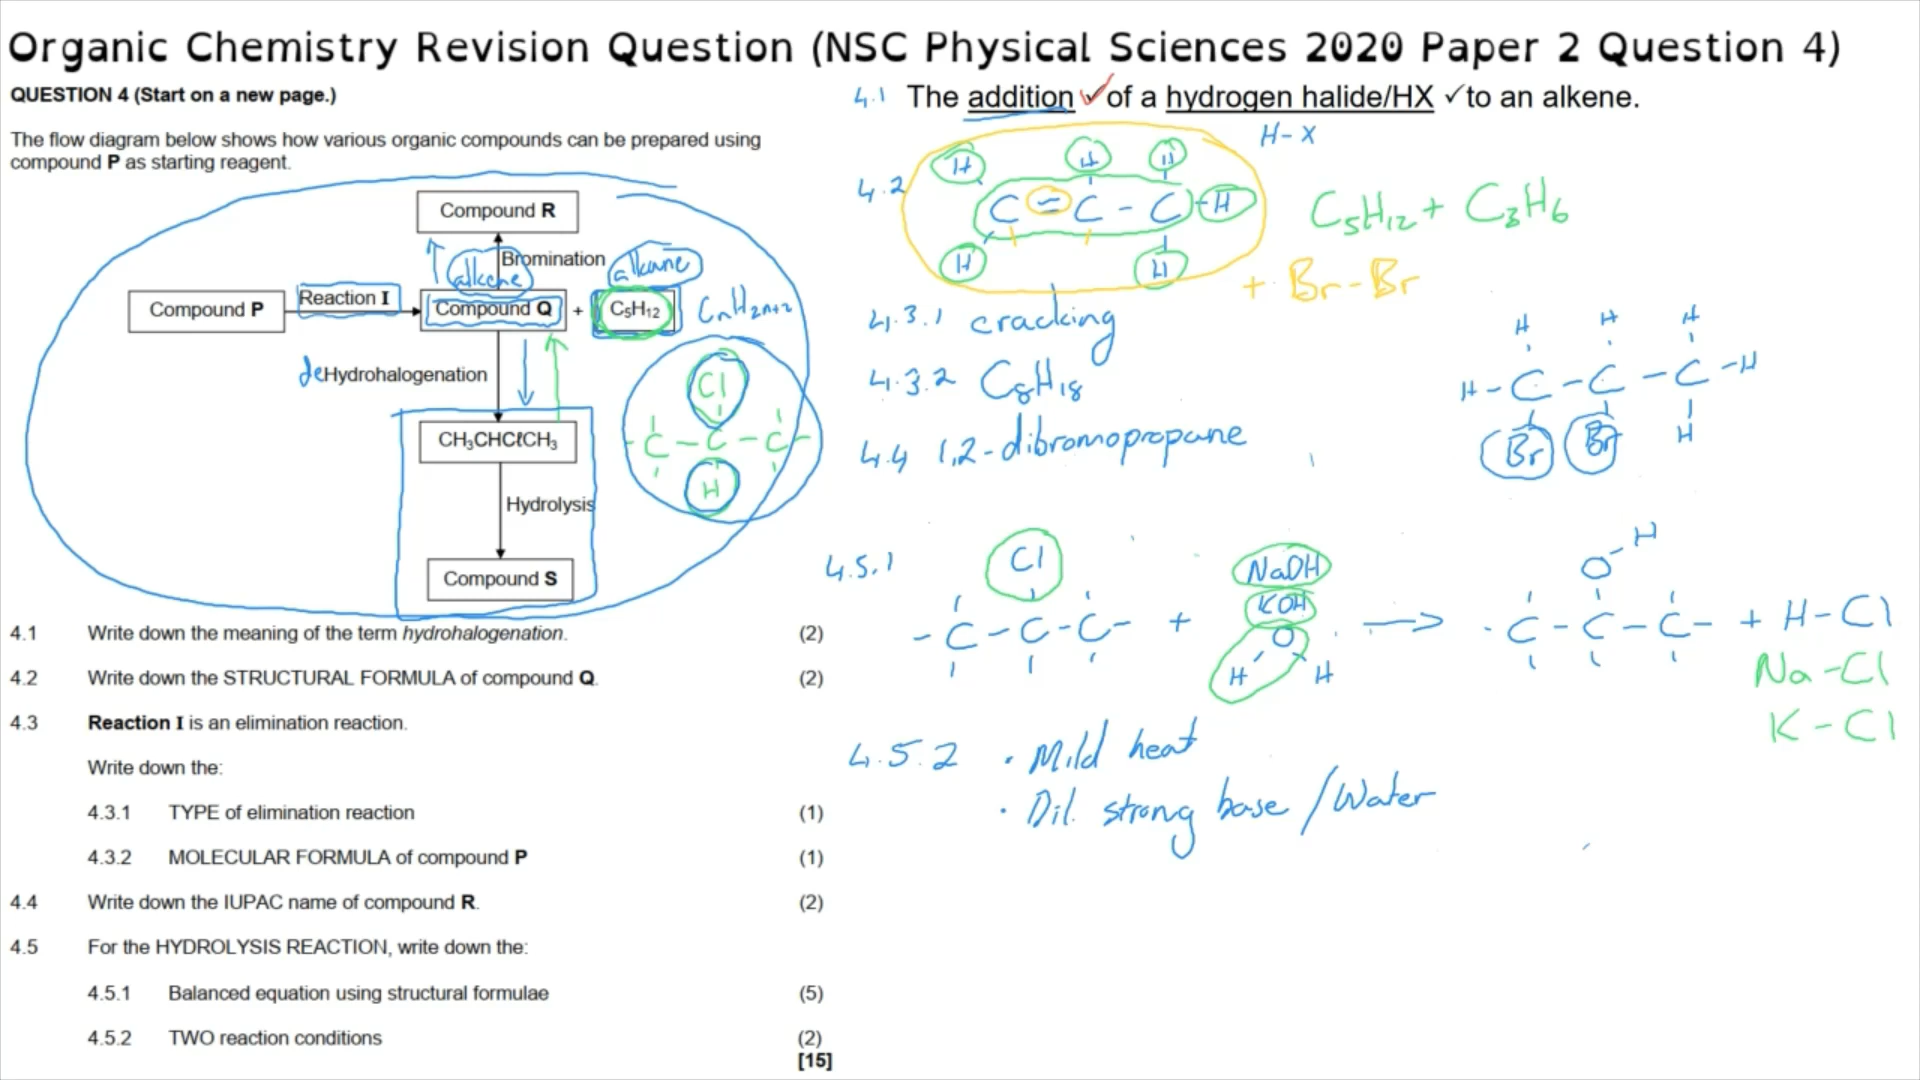 Organic Chemistry Revision Question (NSC Physical Sciences 2020 Paper 2 Question 4)
QUESTION 4 (Start on a new page.)
The flow diagram below shows how various organic compounds can be prepared using
compound P as starting reagent.
Compound R
Bromination
alkene
alkane
Compound P
Reaction I
Compound Q
+
C₅H₁₂
CnH2n+2
deHydrohalogenation
CH₃CHCℓCH₃
Hydrolysis
Compound S
Cl
- C - C - C -
H
4.1 Write down the meaning of the term hydrohalogenation. (2)
4.2 Write down the STRUCTURAL FORMULA of compound Q. (2)
4.3 Reaction I is an elimination reaction.
Write down the:
4.3.1 TYPE of elimination reaction (1)
4.3.2 MOLECULAR FORMULA of compound P (1)
4.4 Write down the IUPAC name of compound R. (2)
4.5 For the HYDROLYSIS REACTION, write down the:
4.5.1 Balanced equation using structural formulae (5)
4.5.2 TWO reaction conditions (2)
[15]
4.1 The addition ✓ of a hydrogen halide/HX ✓ to an alkene.
H-X
4.2
H H H
C = C - C - H
H H
C₅H₁₂ + C₃H₆
+ Br-Br
4.3.1 cracking
4.3.2 C₈H₁₈
4.4 1,2-dibromopropane
H H H
H - C - C - C - H
Br Br H
4.5.1
Cl
- C - C - C - +
NaOH
KOH
O
H H
O - H
- C - C - C - + H - Cl
Na - Cl
K - Cl
4.5.2 · Mild heat
· Dil. strong base / Water